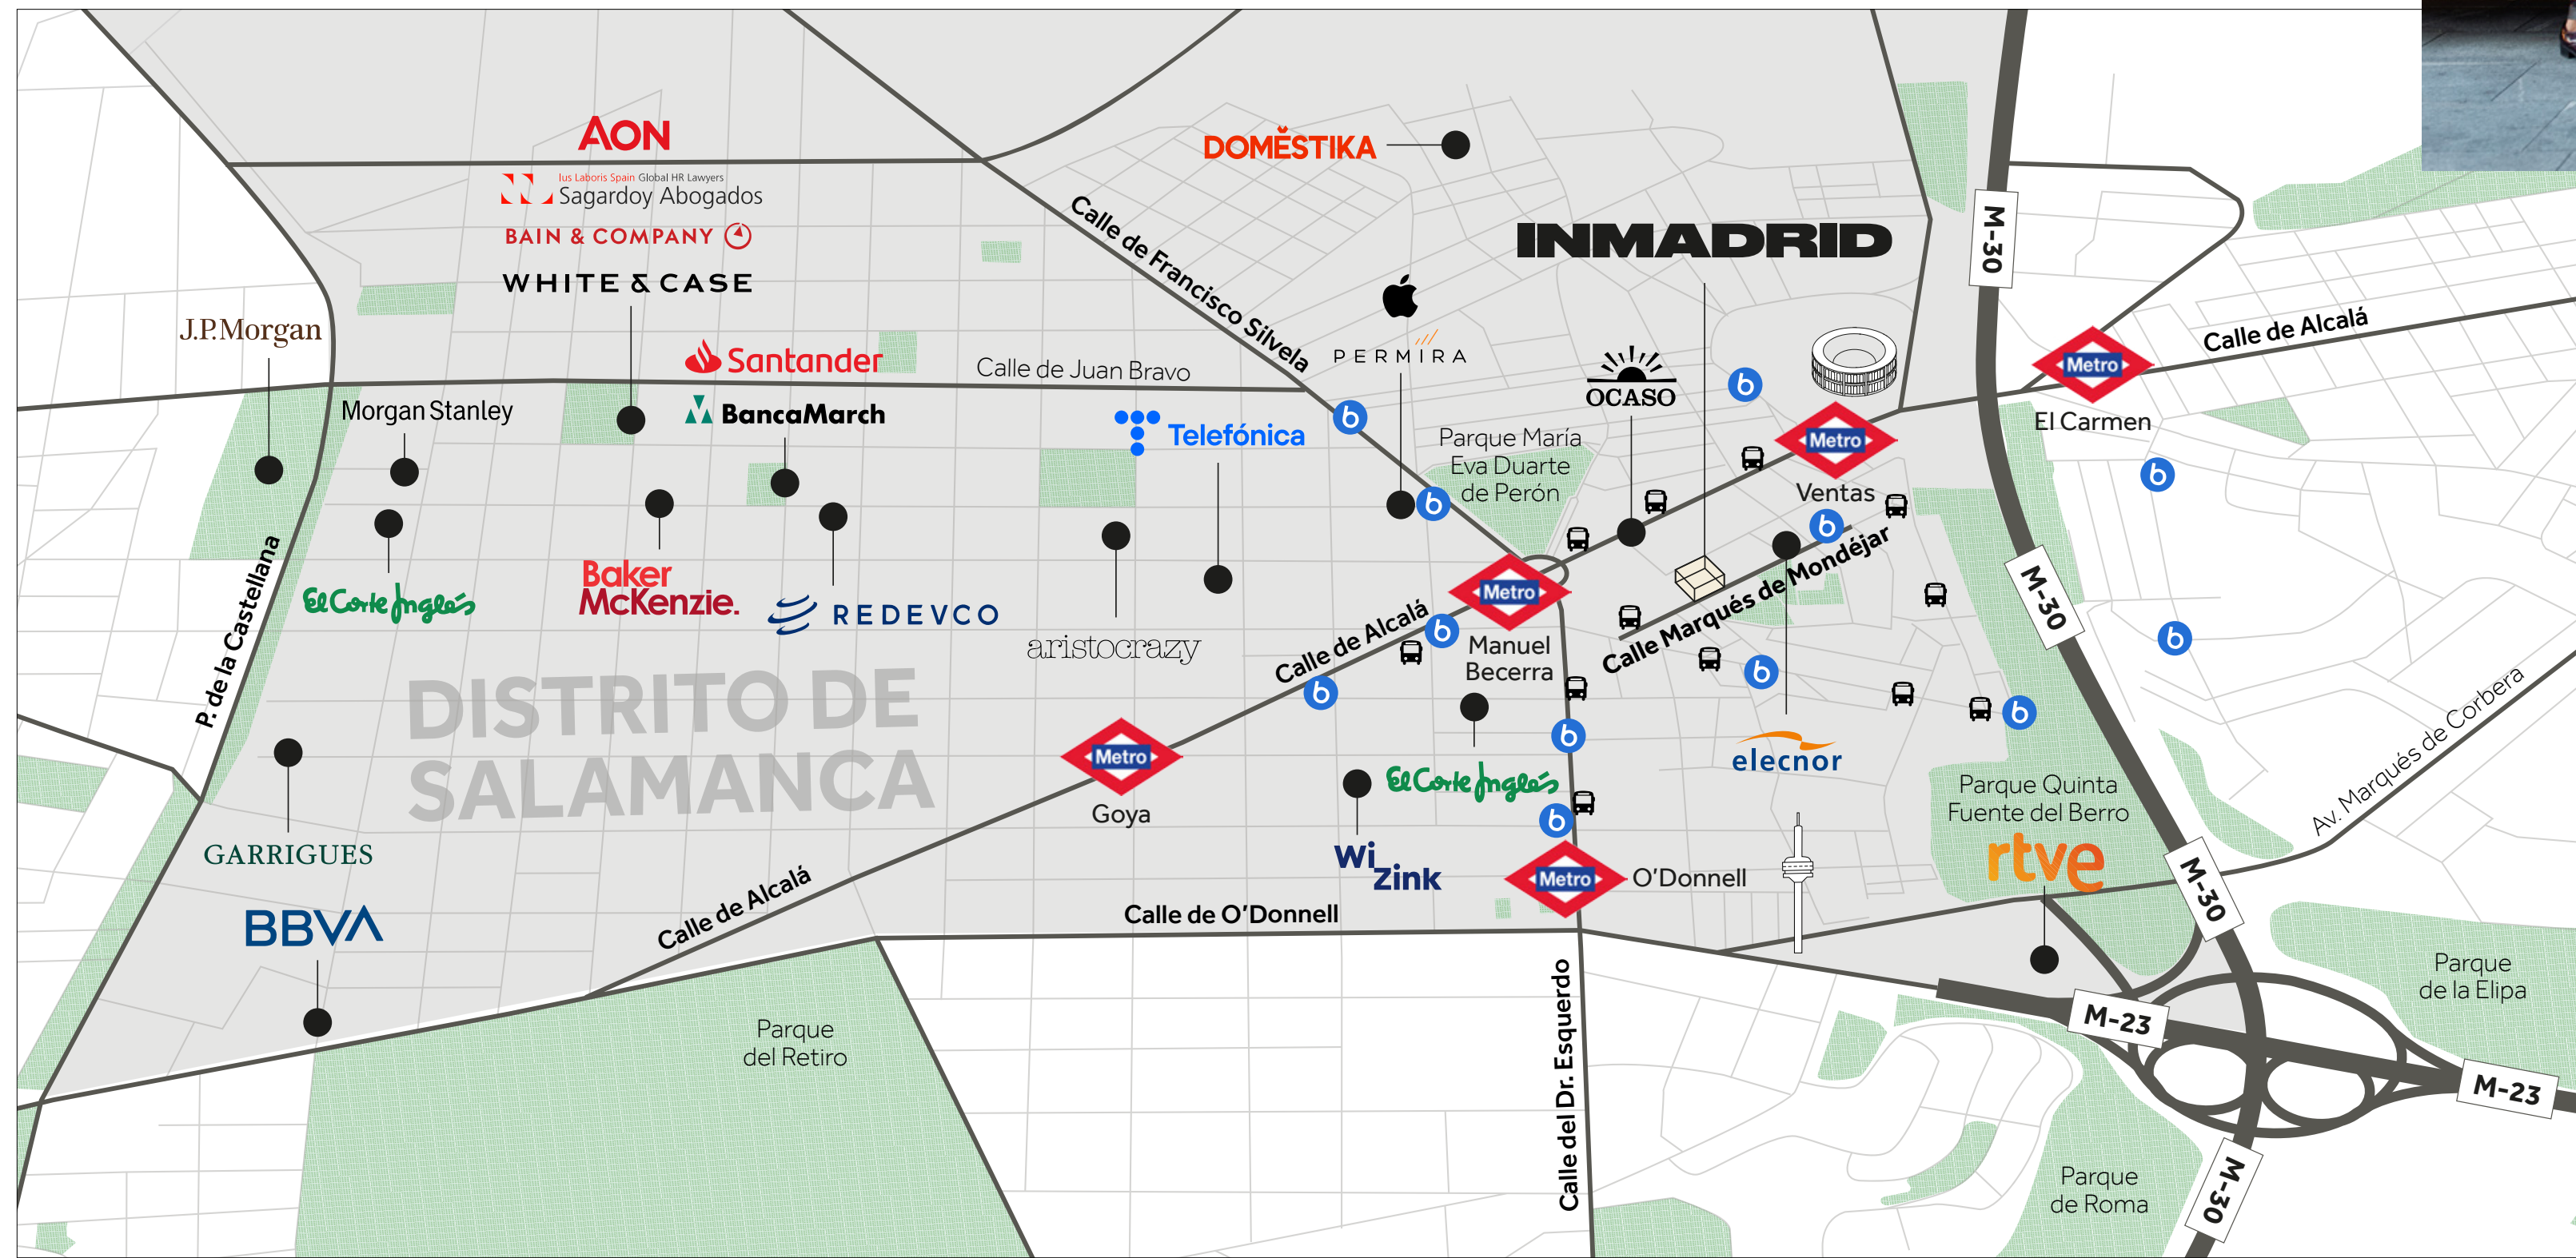 AON
Ius Laboris Spain Global HR Lawyers
Sagardoy Abogados
BAIN & COMPANY
WHITE & CASE
DOMĚSTIKA
INMADRID
M-30
Calle de Francisco Silvela
J.P.Morgan
Santander
Calle de Juan Bravo
PERMIRA
OCASO
Metro
El Carmen
Calle de Alcalá
Morgan Stanley
BancaMarch
Telefónica
b
Parque María
Eva Duarte
de Perón
b
b
Metro
Ventas
b
b
Calle Marqués de Mondéjar
M-30
P. de la Castellana
El Corte Inglés
Baker
McKenzie.
REDEVCO
aristocrazy
Metro
Manuel
Becerra
Calle de Alcalá
b
b
b
b
b
DISTRITO DE
SALAMANCA
Metro
Goya
El Corte Inglés
b
b
elecnor
Parque Quinta
Fuente del Berro
rtve
Av. Marqués de Corbera
GARRIGUES
BBVA
Calle de Alcalá
Wi
Zink
Metro
O'Donnell
Calle de O'Donnell
M-30
Parque
del Retiro
Calle del Dr. Esquerdo
Parque
de la Elipa
M-23
M-23
Parque
de Roma
M-30